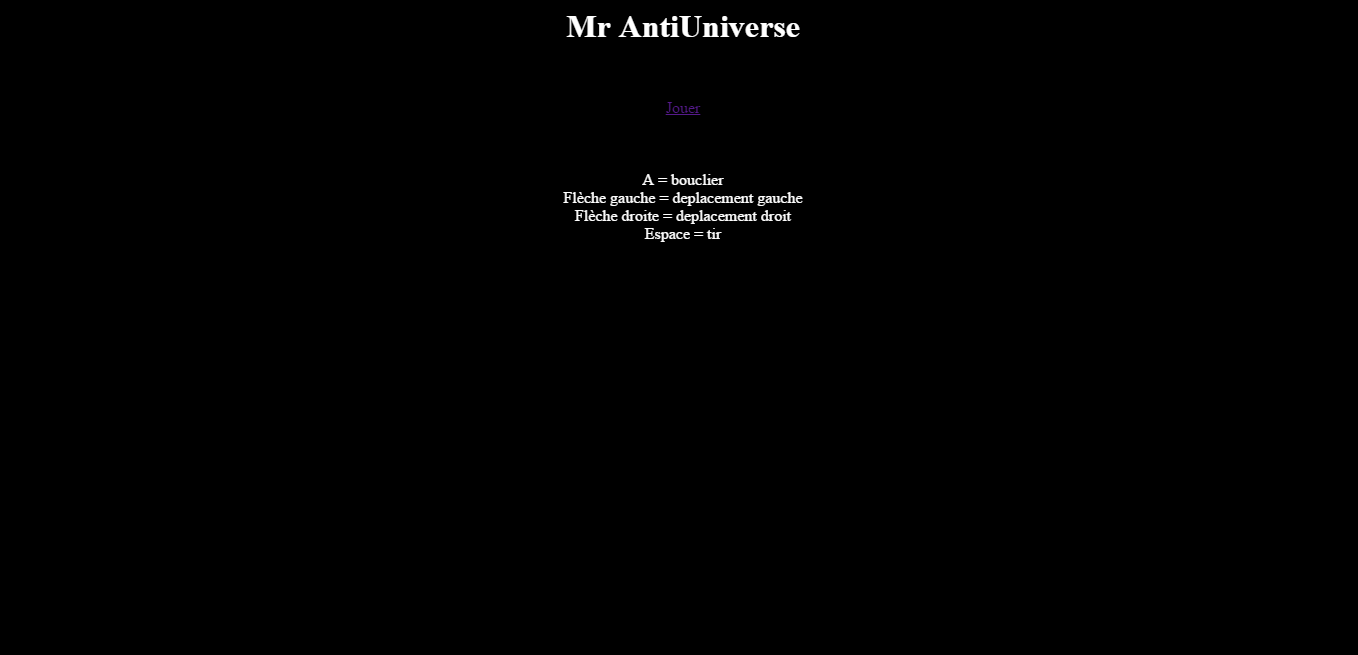 Mr AntiUniverse
Jouer
A = bouclier
Flèche gauche = deplacement gauche
Flèche droite = deplacement droit
Espace = tir